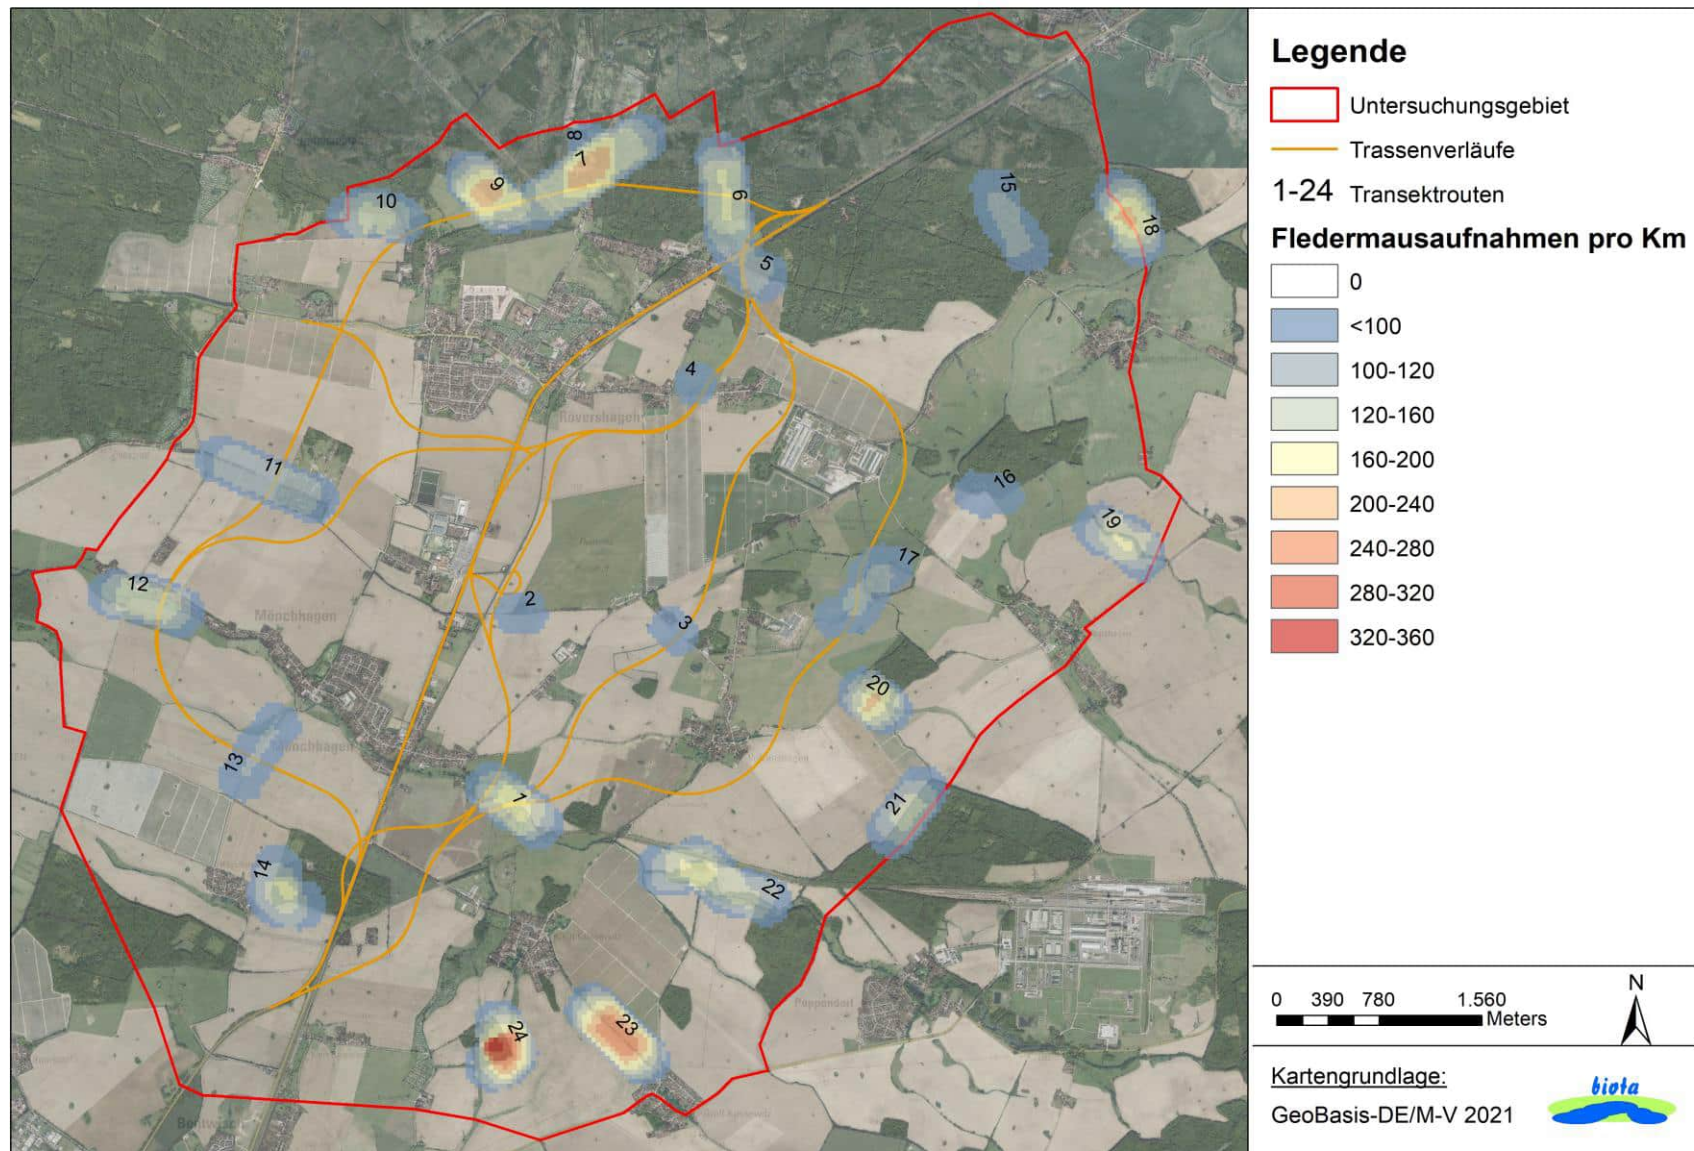 8
7
9
10
6
5
15
18
4
Rövershagen
11
16
19
12
Mönchhagen
17
2
3
20
Mönchhagen
13
1
21
14
22
Poppendorf
23
24
Legende
Untersuchungsgebiet
Trassenverläufe
1-24 Transektrouten
Fledermausaufnahmen pro Km
0
<100
100-120
120-160
160-200
200-240
240-280
280-320
320-360
0 390 780 1.560
Meters
N
Kartengrundlage:
GeoBasis-DE/M-V 2021
biota